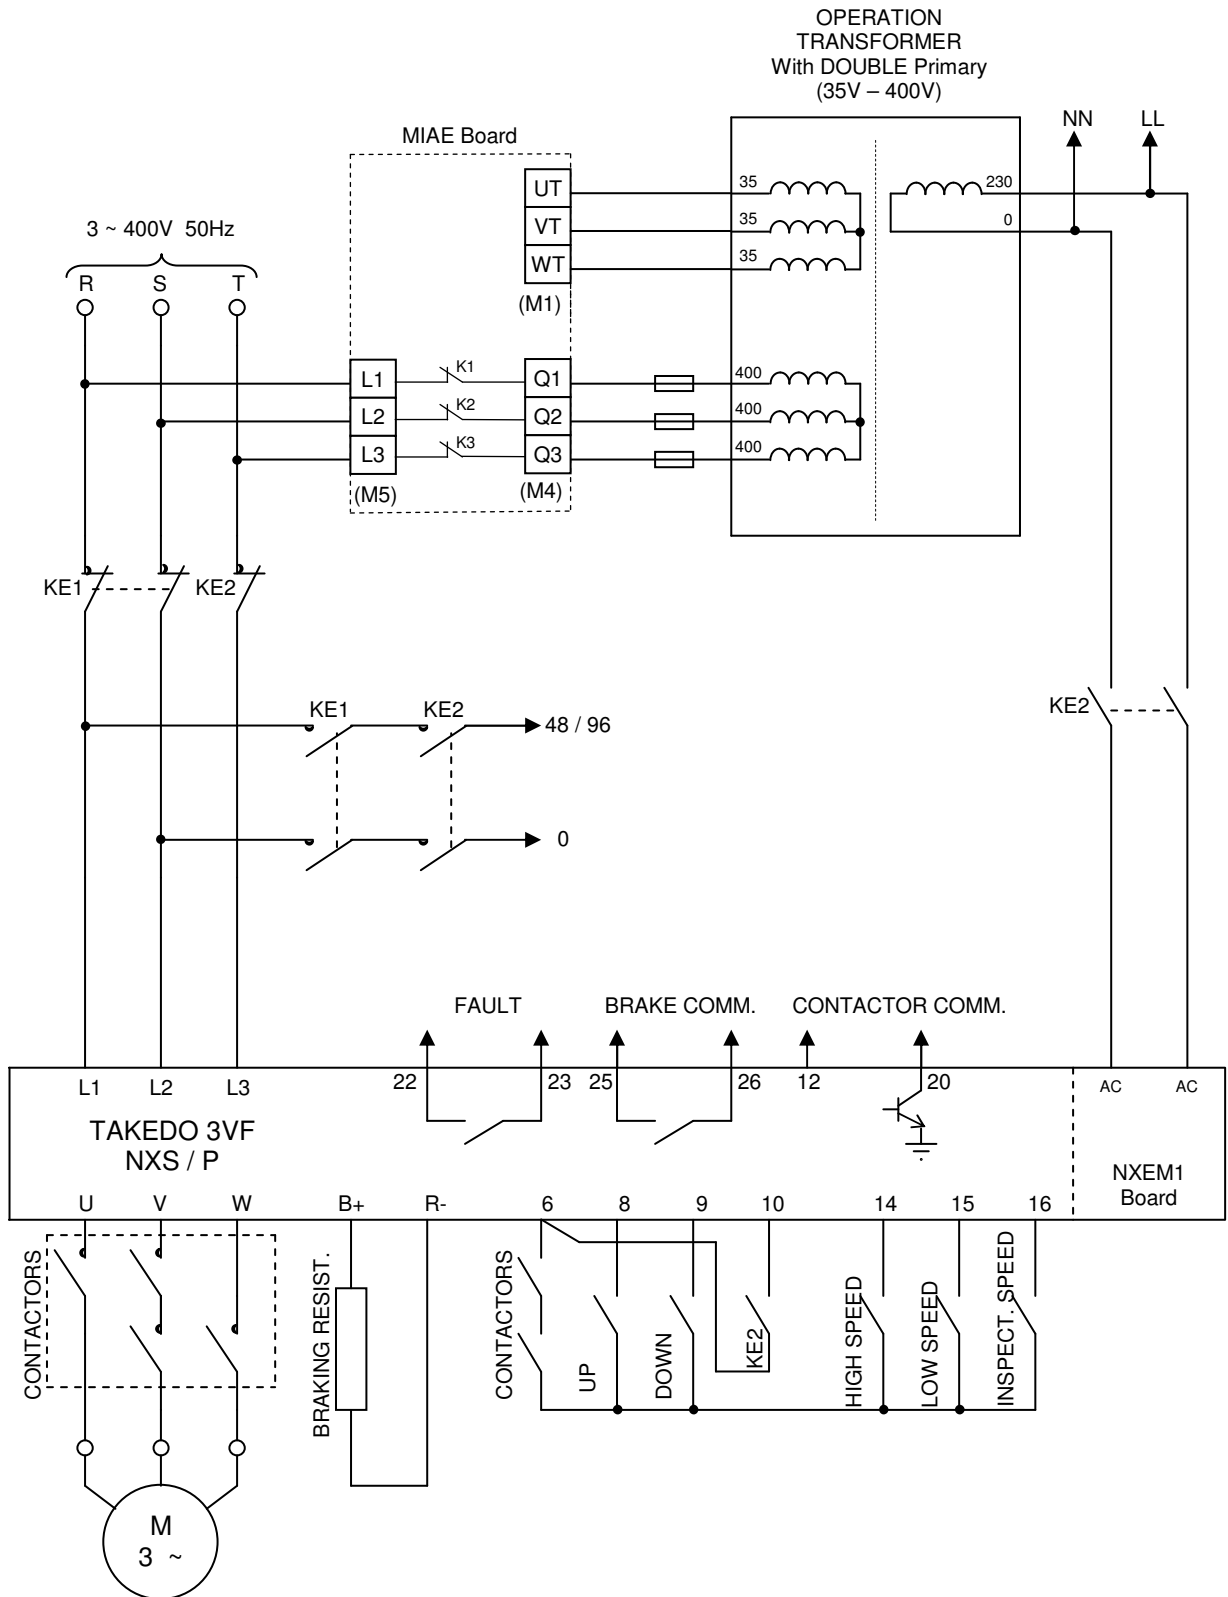 OPERATION
TRANSFORMER
With DOUBLE Primary
(35V – 400V)
NN LL
MIAE Board
UT 35 230
VT 35 0
WT 35
(M1)
3 ~ 400V 50Hz
R S T
L1 K1 Q1 400
L2 K2 Q2 400
L3 K3 Q3 400
(M5) (M4)
KE1 KE2
KE1 KE2 48 / 96
KE2
0
FAULT BRAKE COMM. CONTACTOR COMM.
L1 L2 L3 22 23 25 26 12 20 AC AC
TAKEDO 3VF
NXS / P
NXEM1
Board
U V W B+ R- 6 8 9 10 14 15 16
CONTACTORS
BRAKING RESIST.
CONTACTORS
UP
DOWN
KE2
HIGH SPEED
LOW SPEED
INSPECT. SPEED
M
3 ~